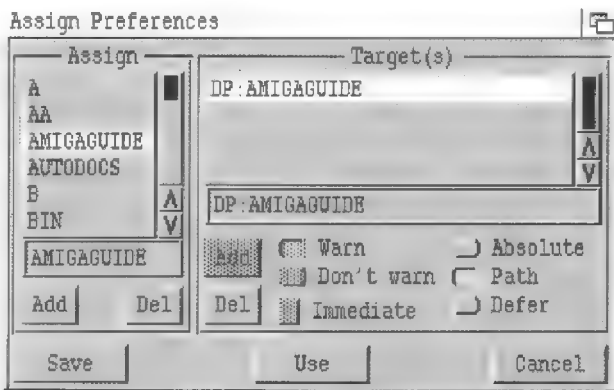 Assign Preferences
Assign
A
AA
AMIGAGUIDE
AUTODOCS
B
BIN
AMIGAGUIDE
Add Del
Target(s)
DP:AMIGAGUIDE
DP:AMIGAGUIDE
Add Warn Absolute
Don't warn Path
Del Immediate Defer
Save Use Cancel